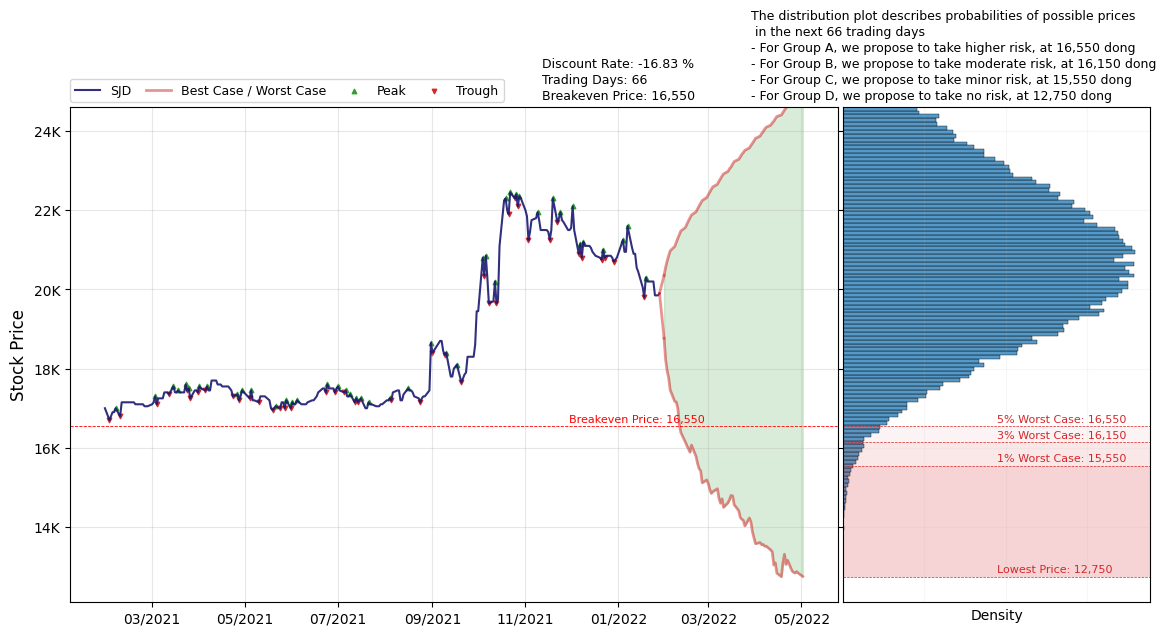 The distribution plot describes probabilities of possible prices
in the next 66 trading days
- For Group A, we propose to take higher risk, at 16,550 dong
- For Group B, we propose to take moderate risk, at 16,150 dong
- For Group C, we propose to take minor risk, at 15,550 dong
- For Group D, we propose to take no risk, at 12,750 dong
Discount Rate: -16.83 %
Trading Days: 66
Breakeven Price: 16,550
SJD
Best Case / Worst Case
Peak
Trough
Stock Price
24K
22K
20K
18K
16K
14K
Breakeven Price: 16,550
03/2021
05/2021
07/2021
09/2021
11/2021
01/2022
03/2022
05/2022
5% Worst Case: 16,550
3% Worst Case: 16,150
1% Worst Case: 15,550
Lowest Price: 12,750
Density